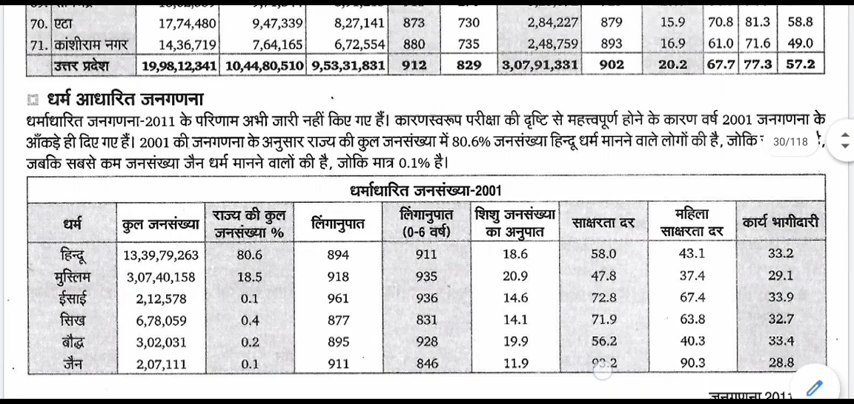 70. एटा 17,74,480 9,47,339 8,27,141 873 730 2,84,227 879 15.9 70.8 81.3 58.8
71. कांशीराम नगर 14,36,719 7,64,165 6,72,554 880 735 2,48,759 893 16.9 61.0 71.6 49.0
उत्तर प्रदेश 19,98,12,341 10,44,80,510 9,53,31,831 912 829 3,07,91,331 902 20.2 67.7 77.3 57.2
धर्म आधारित जनगणना
धर्माधारित जनगणना-2011 के परिणाम अभी जारी नहीं किए गए हैं। कारणस्वरूप परीक्षा की दृष्टि से महत्त्वपूर्ण होने के कारण वर्ष 2001 जनगणना के
आँकड़े ही दिए गए हैं। 2001 की जनगणना के अनुसार राज्य की कुल जनसंख्या में 80.6% जनसंख्या हिन्दू धर्म मानने वाले लोगों की है, जोकि 30/118
जबकि सबसे कम जनसंख्या जैन धर्म मानने वालों की है, जोकि मात्र 0.1% है।
धर्माधारित जनसंख्या-2001
धर्म कुल जनसंख्या राज्य की कुल जनसंख्या % लिंगानुपात लिंगानुपात (0-6 वर्ष) शिशु जनसंख्या का अनुपात साक्षरता दर महिला साक्षरता दर कार्य भागीदारी
हिन्दू 13,39,79,263 80.6 894 911 18.6 58.0 43.1 33.2
मुस्लिम 3,07,40,158 18.5 918 935 20.9 47.8 37.4 29.1
ईसाई 2,12,578 0.1 961 936 14.6 72.8 67.4 33.9
सिख 6,78,059 0.4 877 831 14.1 71.9 63.8 32.7
बौद्ध 3,02,031 0.2 895 928 19.9 56.2 40.3 33.4
जैन 2,07,111 0.1 911 846 11.9 93.2 90.3 28.8
जनगणना 2011